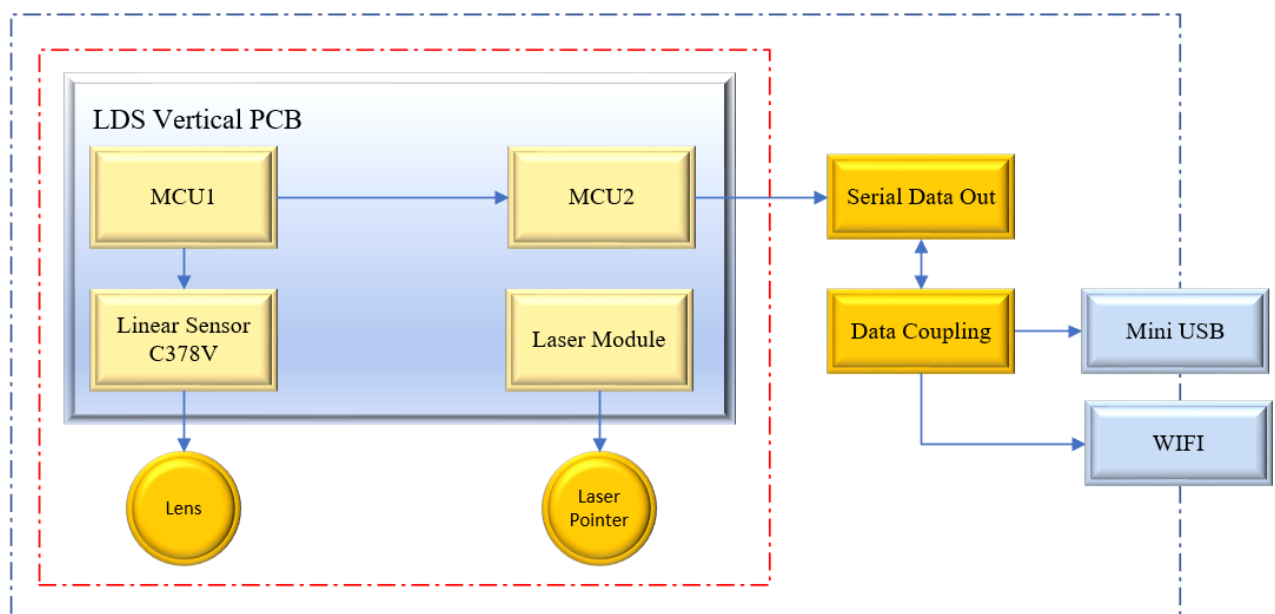 LDS Vertical PCB
MCU1
MCU2
Serial Data Out
Linear Sensor
C378V
Laser Module
Data Coupling
Mini USB
WIFI
Lens
Laser
Pointer